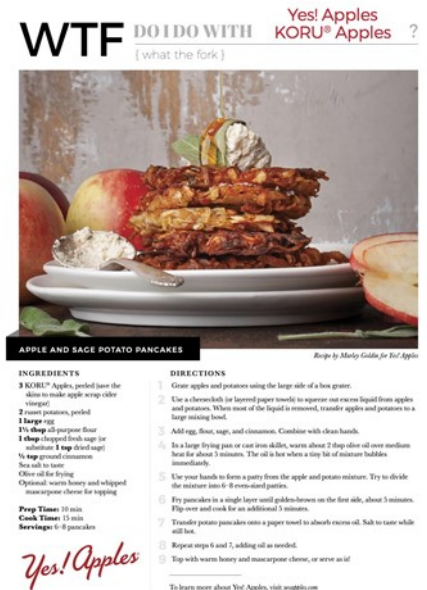 WTF DO I DO WITH Yes! Apples
KORU® Apples ?
{ what the fork }
APPLE AND SAGE POTATO PANCAKES
Recipe by Marley Goldin for Yes! Apples
INGREDIENTS
3 KORU® Apples, peeled (save the
skins to make apple scrap cider
vinegar)
2 russet potatoes, peeled
1 large egg
1½ tbsp all-purpose flour
1 tbsp chopped fresh sage (or
substitute 1 tsp dried sage)
½ tsp ground cinnamon
Sea salt to taste
Olive oil for frying
Optional: warm honey and whipped
mascarpone cheese for topping
Prep Time: 10 min
Cook Time: 15 min
Servings: 6-8 pancakes
Yes! Apples
DIRECTIONS
1 Grate apples and potatoes using the large side of a box grater.
2 Use a cheesecloth (or layered paper towels) to squeeze out excess liquid from apples
and potatoes. When most of the liquid is removed, transfer apples and potatoes to a
large mixing bowl.
3 Add egg, flour, sage, and cinnamon. Combine with clean hands.
4 In a large frying pan or cast iron skillet, warm about 2 tbsp olive oil over medium
heat for about 5 minutes. The oil is hot when a tiny bit of mixture bubbles
immediately.
5 Use your hands to form a patty from the apple and potato mixture. Try to divide
the mixture into 6-8 even-sized patties.
6 Fry pancakes in a single layer until golden-brown on the first side, about 5 minutes.
Flip over and cook for an additional 5 minutes.
7 Transfer potato pancakes onto a paper towel to absorb excess oil. Salt to taste while
still hot.
8 Repeat steps 6 and 7, adding oil as needed.
9 Top with warm honey and mascarpone cheese, or serve as is!
To learn more about Yes! Apples, visit yesapples.com